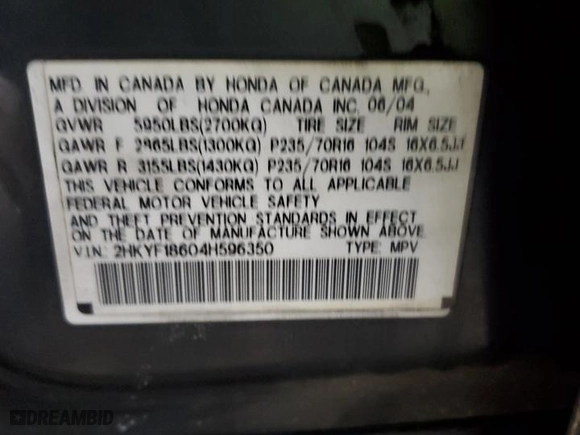 MFD IN CANADA BY HONDA OF CANADA MFG.,
A DIVISION OF HONDA CANADA INC. 06/04
GVWR 5950LBS(2700KG) TIRE SIZE RIM SIZE
GAWR F 2865LBS(1300KG) P235/70R16 104S 16X6.5JJ
GAWR R 3155LBS(1430KG) P235/70R16 104S 16X6.5JJ
THIS VEHICLE CONFORMS TO ALL APPLICABLE
FEDERAL MOTOR VEHICLE SAFETY AND
THEFT PREVENTION STANDARDS IN EFFECT
ON THE DATE OF MANUFACTURE SHOWN ABOVE.
VIN: 2HKYF18604H596350 TYPE: MPV
DREAMBID